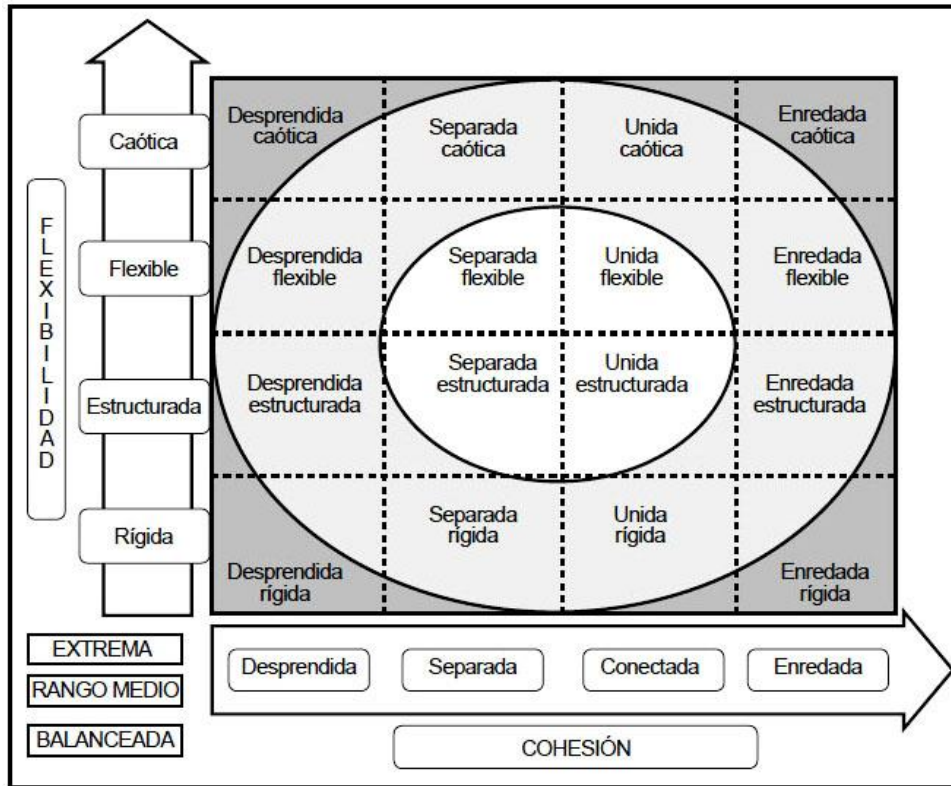 Caótica
Flexible
Estructurada
Rígida
FLEXIBILIDAD
Desprendida
caótica
Separada
caótica
Unida
caótica
Enredada
caótica
Desprendida
flexible
Separada
flexible
Unida
flexible
Enredada
flexible
Desprendida
estructurada
Separada
estructurada
Unida
estructurada
Enredada
estructurada
Desprendida
rígida
Separada
rígida
Unida
rígida
Enredada
rígida
EXTREMA
RANGO MEDIO
BALANCEADA
Desprendida
Separada
Conectada
Enredada
COHESIÓN